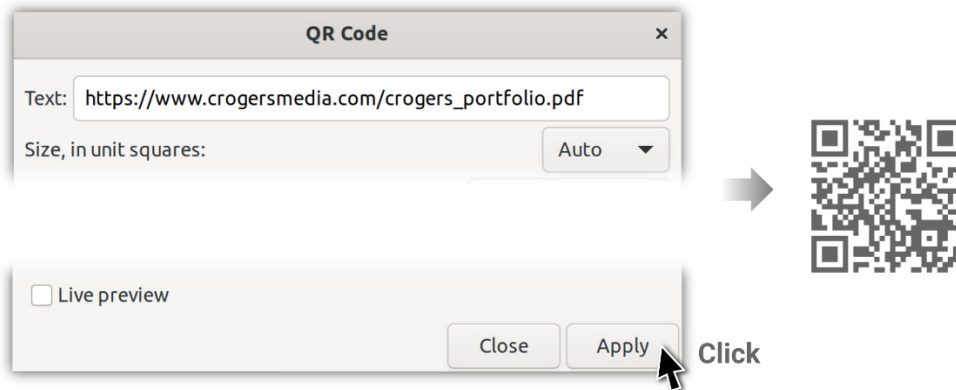 QR Code ×
Text: https://www.crogersmedia.com/crogers_portfolio.pdf
Size, in unit squares: Auto
Live preview
Close Apply
Click